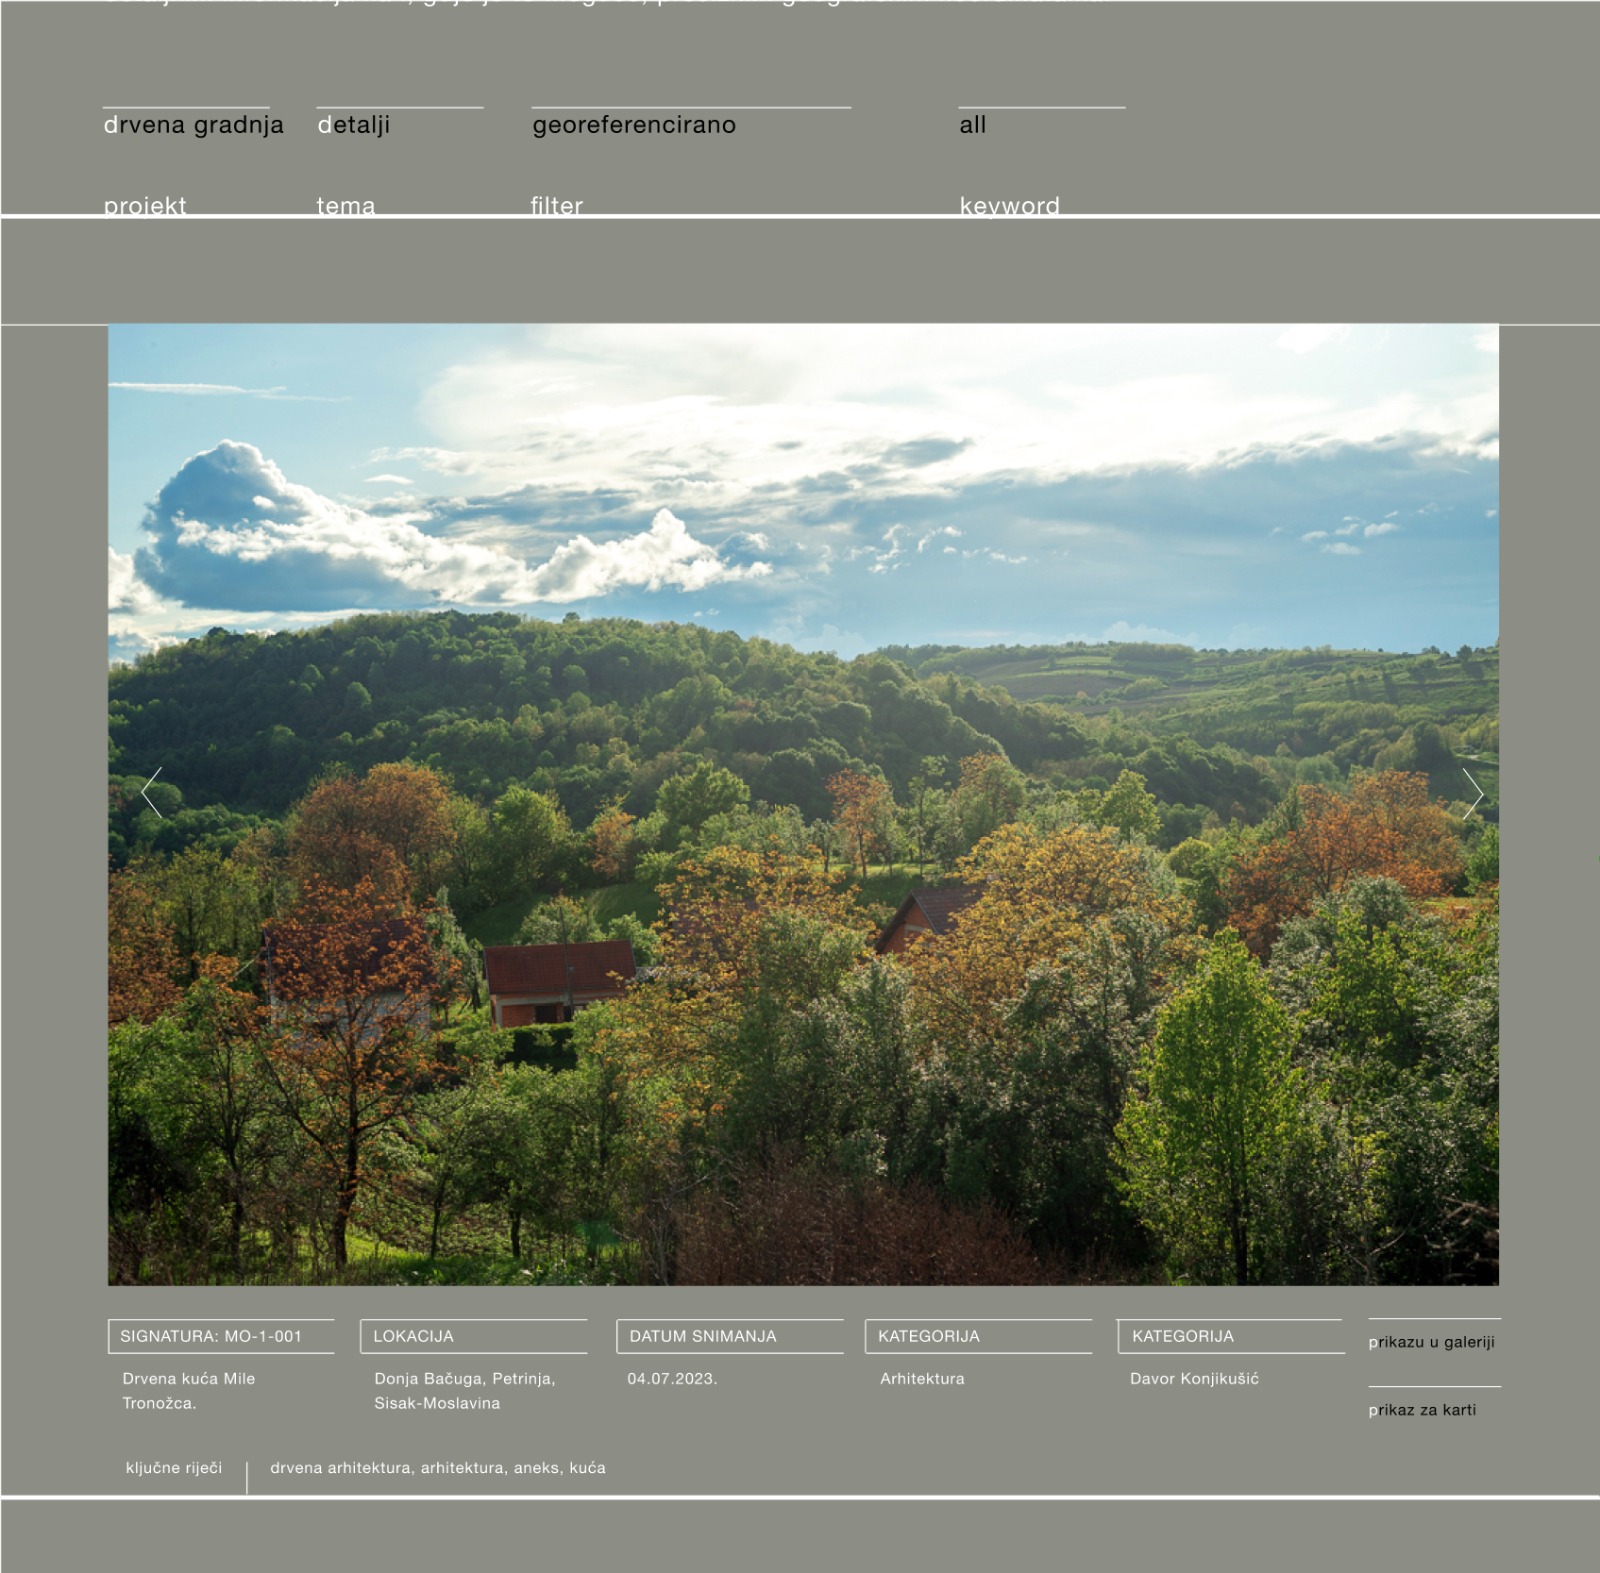 drvena gradnja
detalji
georeferencirano
all
projekt
tema
filter
keyword
SIGNATURA: MO-1-001
LOKACIJA
DATUM SNIMANJA
KATEGORIJA
KATEGORIJA
prikazu u galeriji
Drvena kuća Mile
Tronožca.
Donja Bačuga, Petrinja,
Sisak-Moslavina
04.07.2023.
Arhitektura
Davor Konjikušić
prikaz za karti
ključne riječi
drvena arhitektura, arhitektura, aneks, kuća